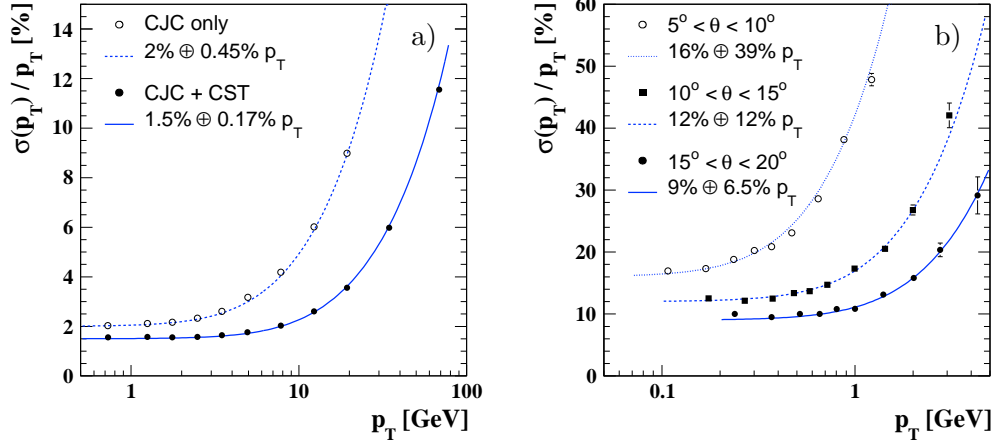 σ(p_T) / p_T [%]
14
12
10
8
6
4
2
0
CJC only
2% ⊕ 0.45% p_T
CJC + CST
1.5% ⊕ 0.17% p_T
a)
1
10
100
p_T [GeV]
σ(p_T) / p_T [%]
60
50
40
30
20
10
0
5° < θ < 10°
16% ⊕ 39% p_T
10° < θ < 15°
12% ⊕ 12% p_T
15° < θ < 20°
9% ⊕ 6.5% p_T
b)
0.1
1
p_T [GeV]